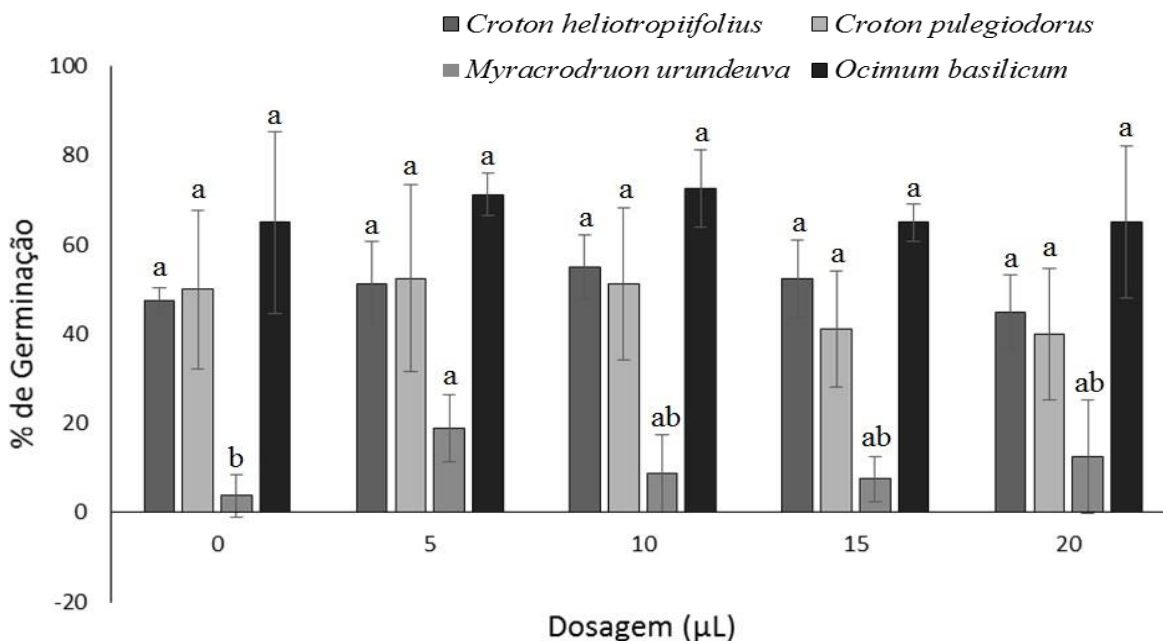 Croton heliotropiifolius Croton pulegiodorus
Myracrodruon urundeuva Ocimum basilicum
% de Germinação
100
80
60
40
20
0
-20
a a b a
a a a a
a a ab a
a a ab a
a a ab a
0 5 10 15 20
Dosagem (µL)